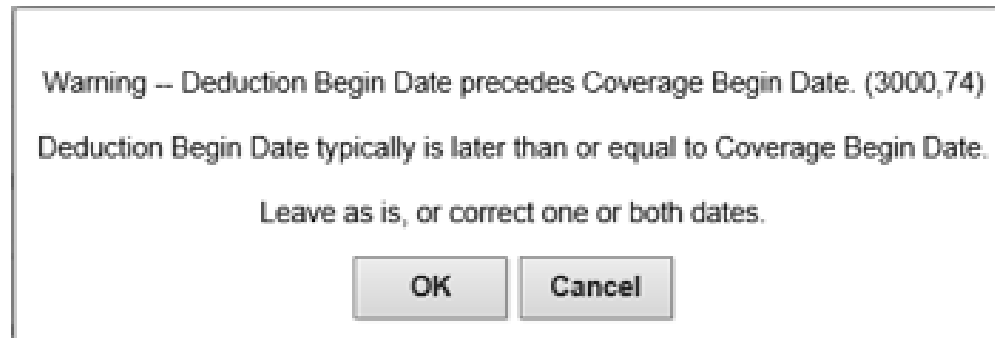 Warning -- Deduction Begin Date precedes Coverage Begin Date. (3000,74)
Deduction Begin Date typically is later than or equal to Coverage Begin Date.
Leave as is, or correct one or both dates.
OK Cancel